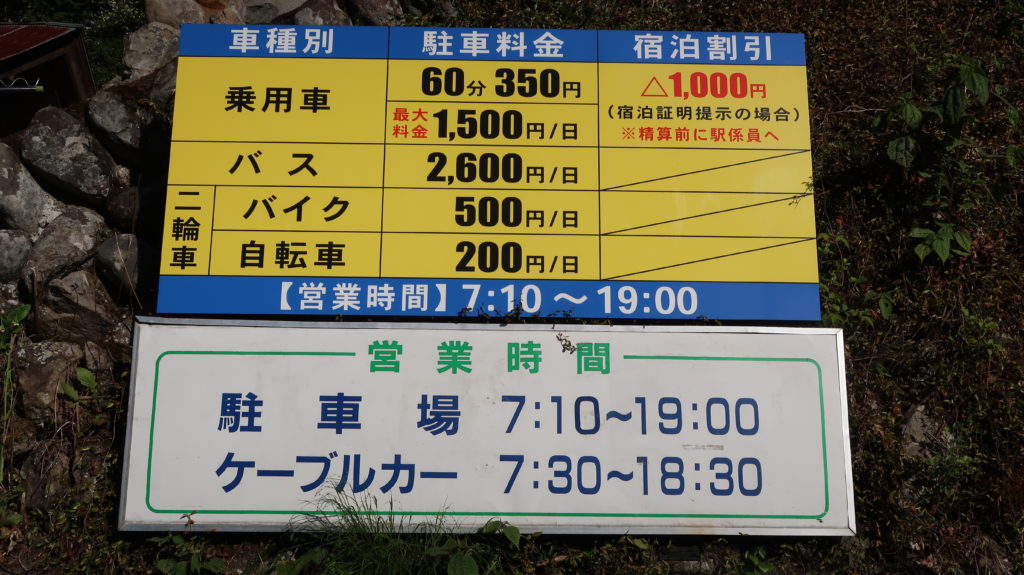 車種別 駐車料金 宿泊割引
乗用車 60分 350円 △1,000円
最大料金 1,500円/日 (宿泊証明提示の場合)
※精算前に駅係員へ
バス 2,600円/日
二輪車 バイク 500円/日
自転車 200円/日
【営業時間】7:10～19:00
営業時間
駐車場 7:10～19:00
ケーブルカー 7:30～18:30